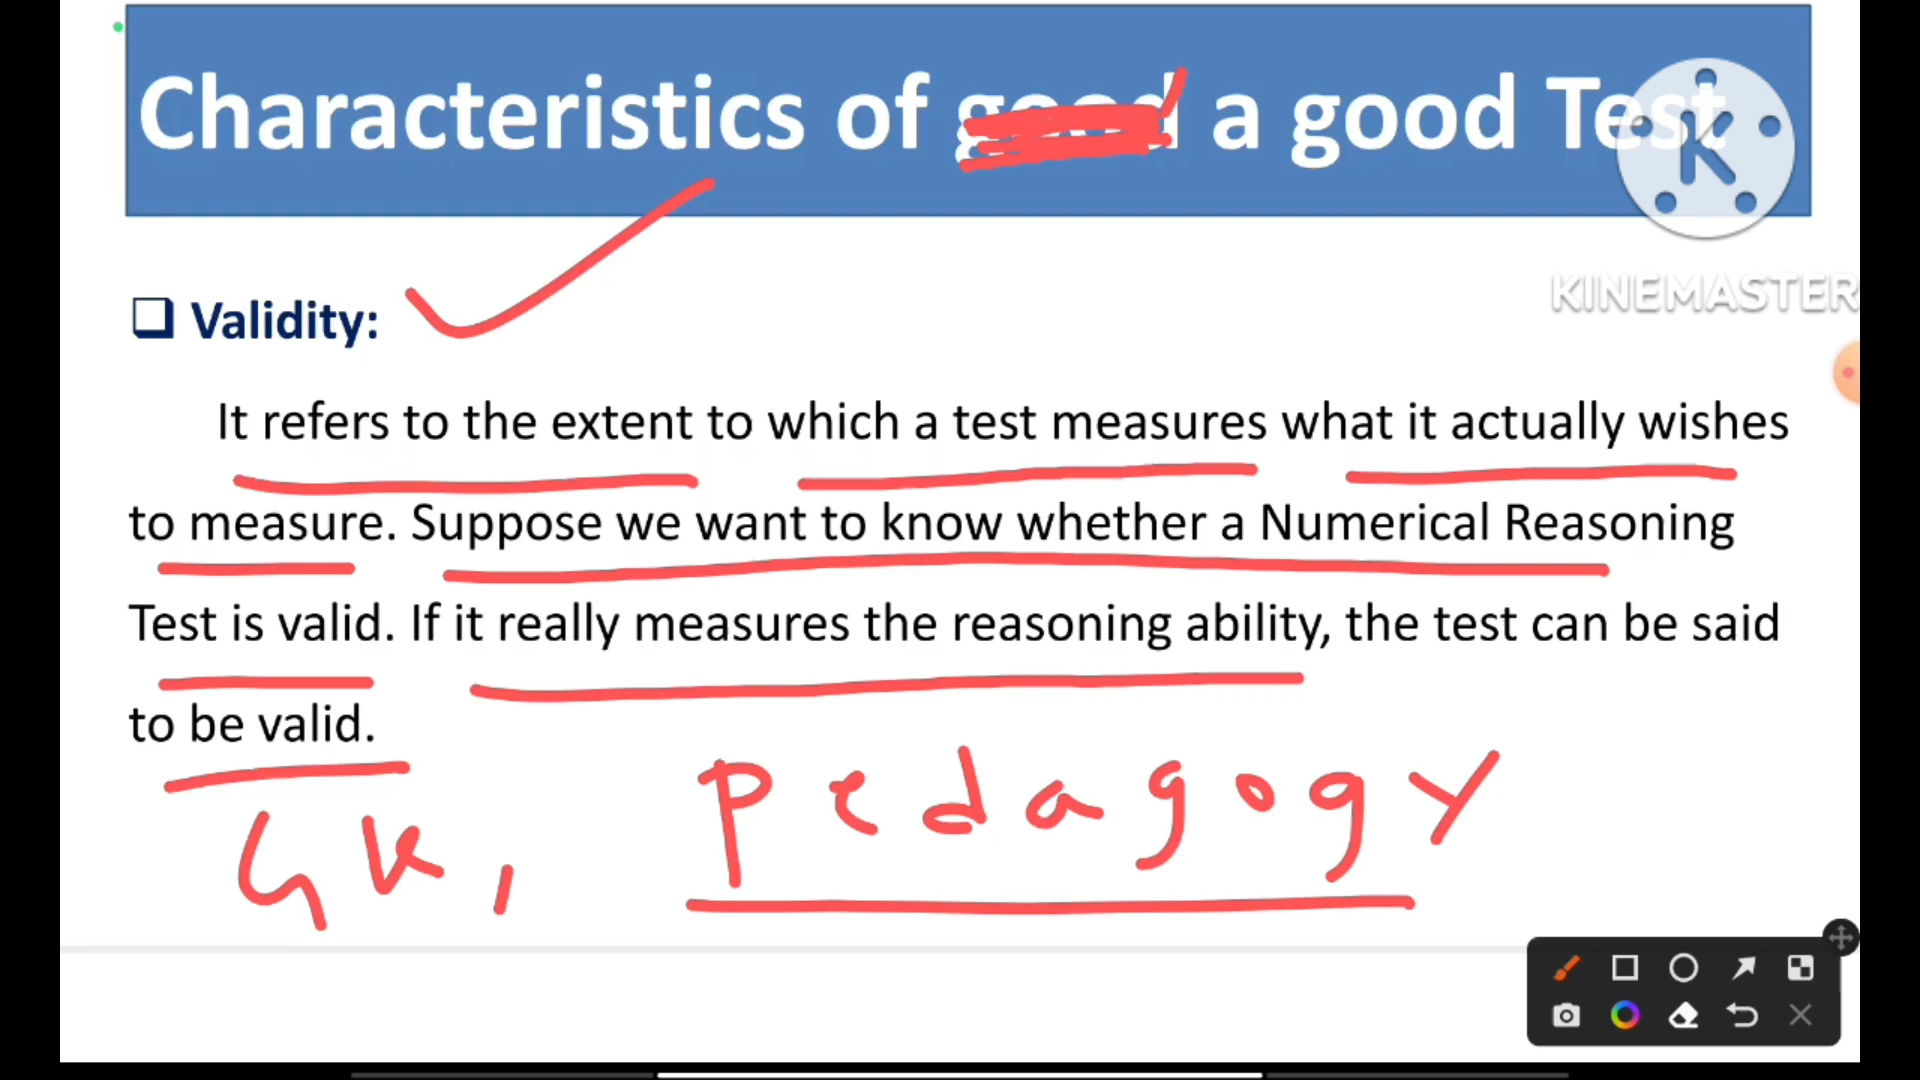 Characteristics of good a good Test
K
KINEMASTER
❑ Validity:
It refers to the extent to which a test measures what it actually wishes
to measure. Suppose we want to know whether a Numerical Reasoning
Test is valid. If it really measures the reasoning ability, the test can be said
to be valid.
GK, pedagogy